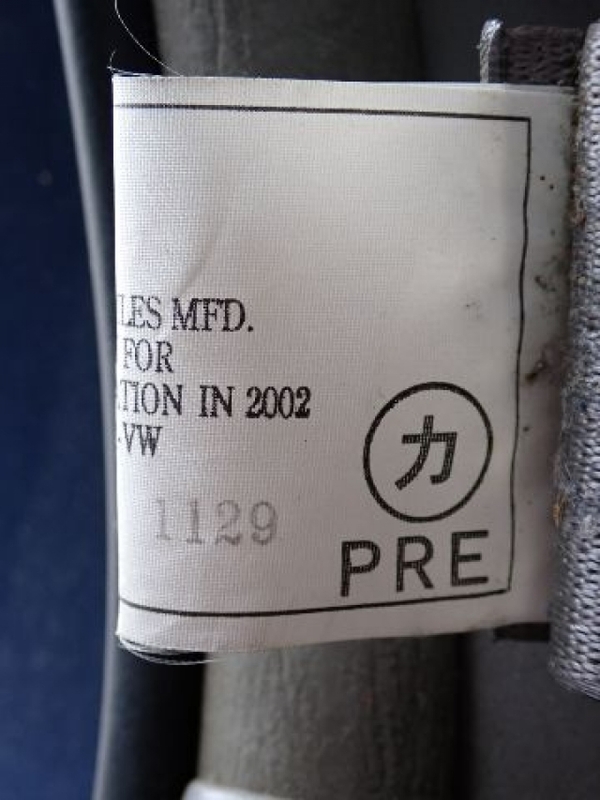 LES MFD.
FOR
TION IN 2002
-VW
1129
力
PRE